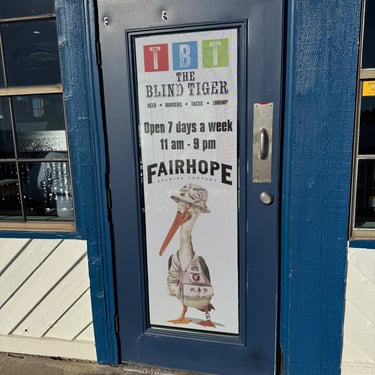 TBT
THE
BLIND TIGER
BEER • BURGERS • TACOS • SHRIMP
Open 7 days a week
11 am - 9 pm
FAIRHOPE
BREWING COMPANY